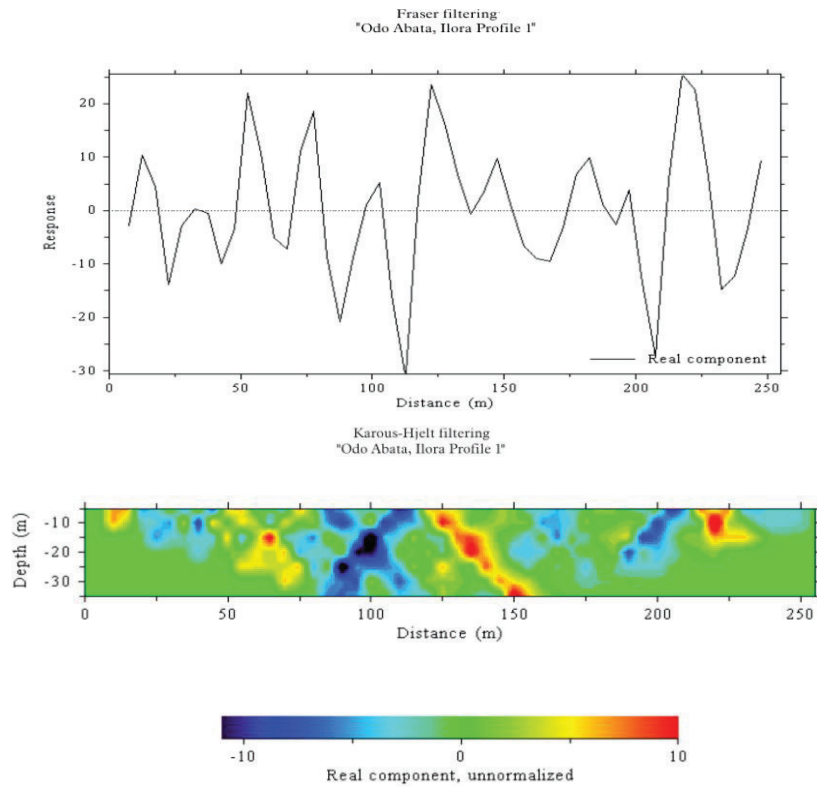 Fraser filtering
"Odo Abata, Ilora Profile 1"
20
10
0
-10
-20
-30
Response
Real component
0
50
100
150
200
250
Distance (m)
Karous-Hjelt filtering
"Odo Abata, Ilora Profile 1"
-10
-20
-30
Depth (m)
0
50
100
150
200
250
Distance (m)
-10
0
10
Real component, unnormalized